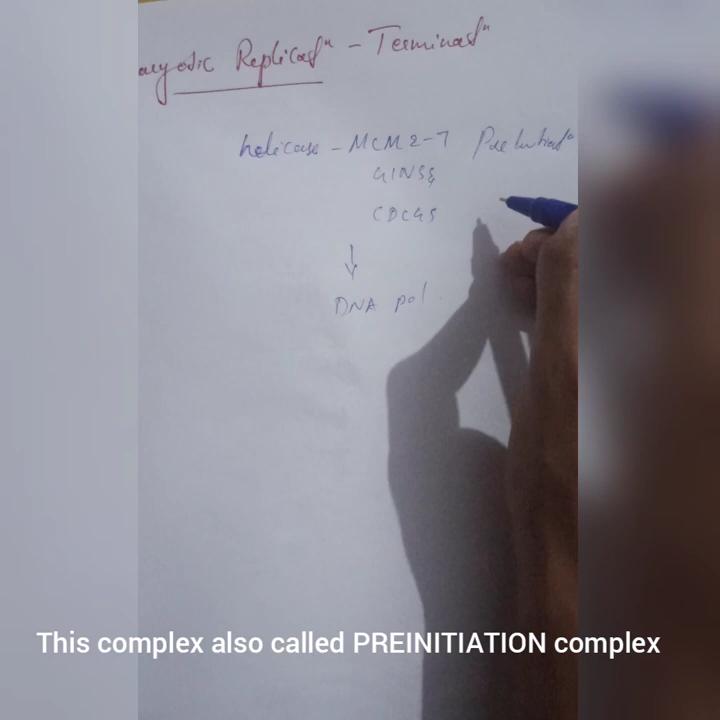 aryotic Replicatⁿ - Terminatⁿ
helicase - MCM 2-7 Pre Initiatⁿ
GINS &
CDC45
↓
DNA pol.
This complex also called PREINITIATION complex